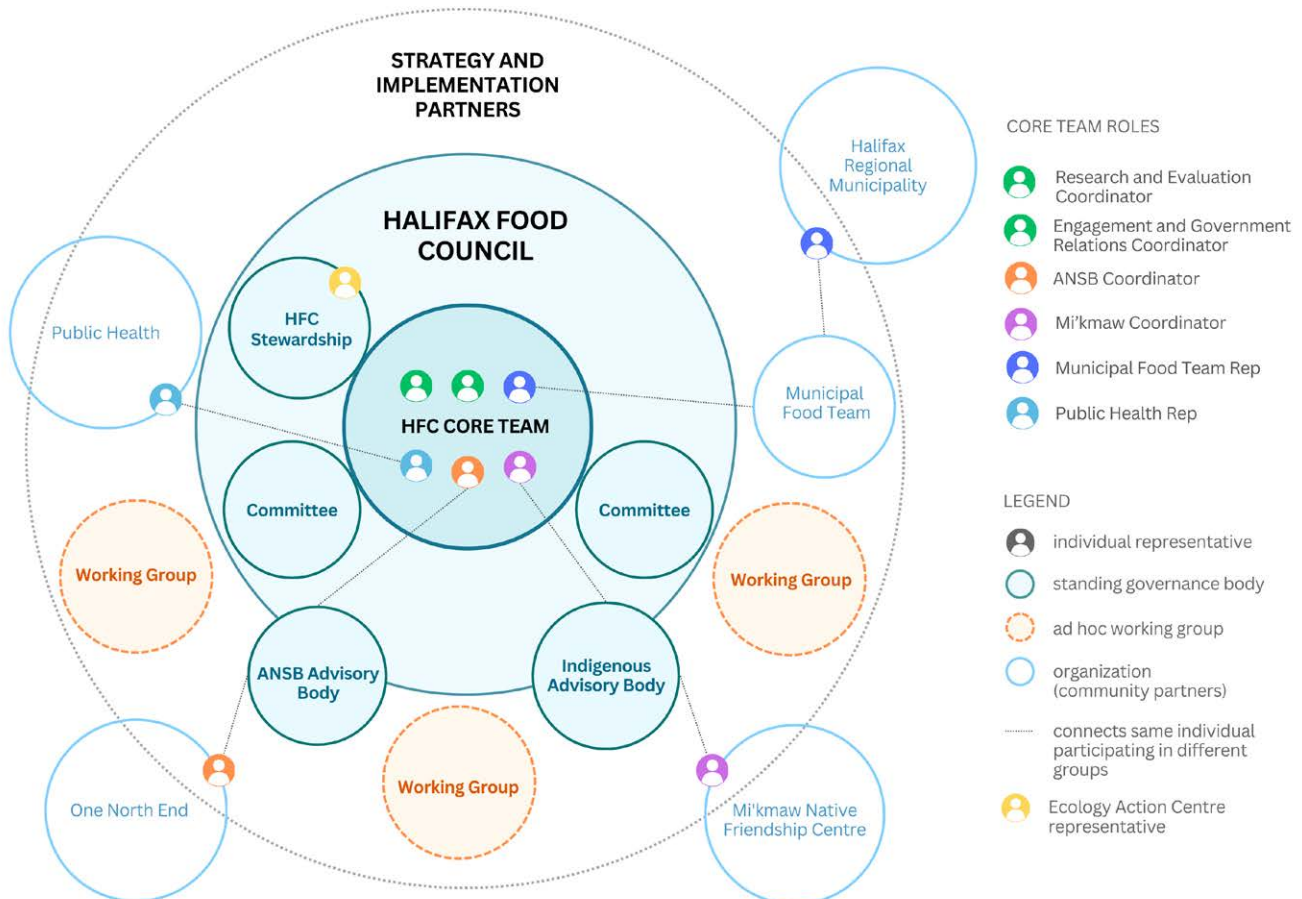 STRATEGY AND
IMPLEMENTATION
PARTNERS
HALIFAX FOOD
COUNCIL
HFC
Stewardship
HFC CORE TEAM
Committee
Committee
Public Health
Halifax
Regional
Municipality
Municipal
Food Team
Working Group
Working Group
ANSB Advisory
Body
Indigenous
Advisory Body
Working Group
One North End
Mi'kmaw Native
Friendship Centre
CORE TEAM ROLES
Research and Evaluation
Coordinator
Engagement and Government
Relations Coordinator
ANSB Coordinator
Mi'kmaw Coordinator
Municipal Food Team Rep
Public Health Rep
LEGEND
individual representative
standing governance body
ad hoc working group
organization
(community partners)
connects same individual
participating in different
groups
Ecology Action Centre
representative